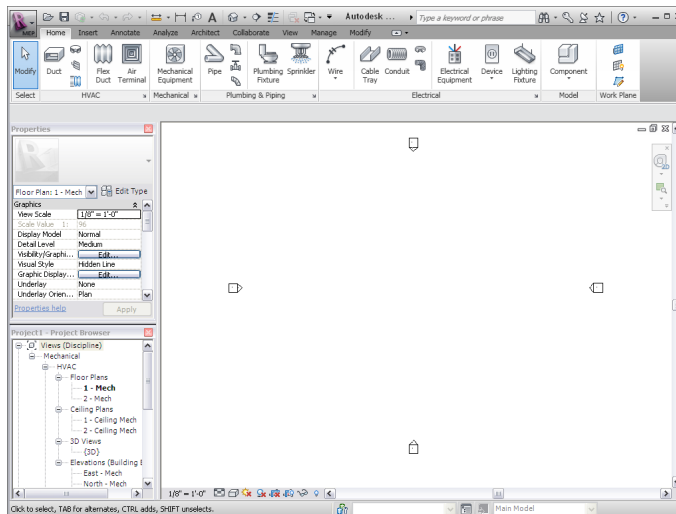 Autodesk ...
Type a keyword or phrase
MEP
Home Insert Annotate Analyze Architect Collaborate View Manage Modify
Modify
Duct
Flex Duct
Air Terminal
Mechanical Equipment
Pipe
Plumbing Fixture
Sprinkler
Wire
Cable Tray
Conduit
Electrical Equipment
Device
Lighting Fixture
Component
Select HVAC Mechanical Plumbing & Piping Electrical Model Work Plane
Properties
Floor Plan: 1 - Mech Edit Type
Graphics
View Scale 1/8" = 1'-0"
Scale Value 1: 96
Display Model Normal
Detail Level Medium
Visibility/Graphi... Edit...
Visual Style Hidden Line
Graphic Display... Edit...
Underlay None
Underlay Orien... Plan
Properties help Apply
Project1 - Project Browser
Views (Discipline)
Mechanical
HVAC
Floor Plans
1 - Mech
2 - Mech
Ceiling Plans
1 - Ceiling Mech
2 - Ceiling Mech
3D Views
{3D}
Elevations (Building E
East - Mech
North - Mech
1/8" = 1'-0"
Click to select, TAB for alternates, CTRL adds, SHIFT unselects.
Main Model